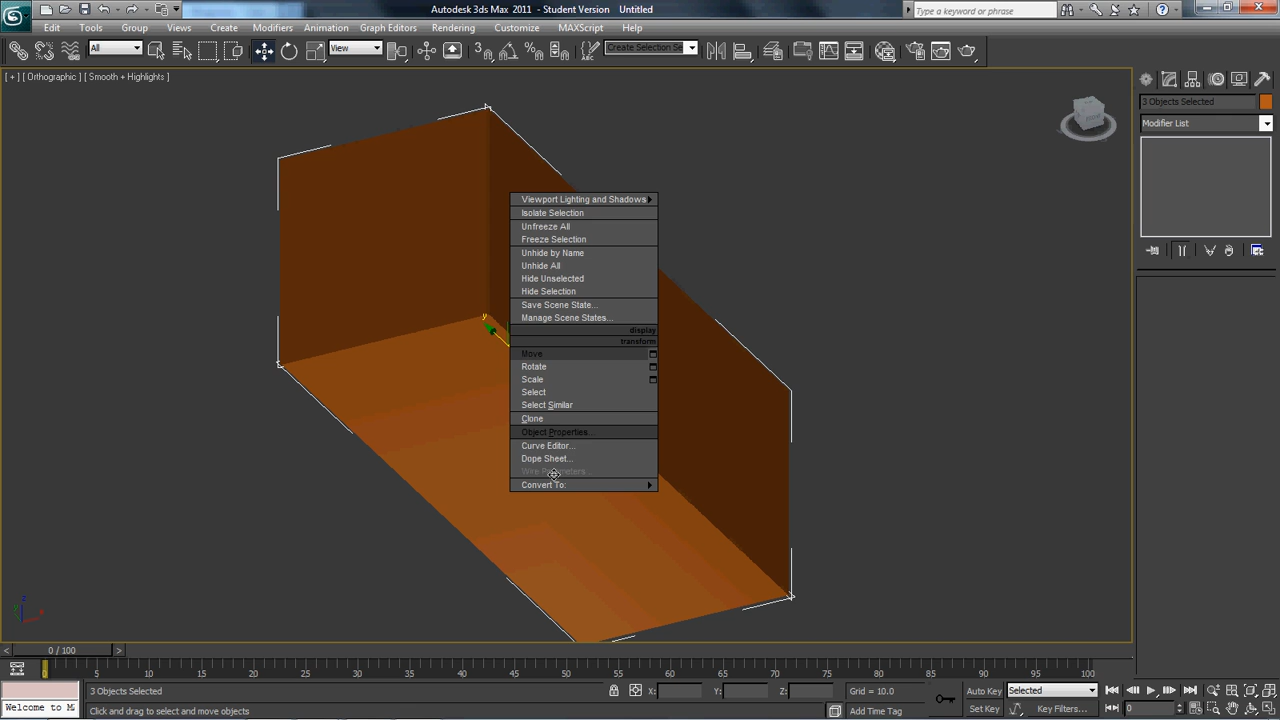 Autodesk 3ds Max 2011 - Student Version Untitled
Type a keyword or phrase
Edit Tools Group Views Create Modifiers Animation Graph Editors Rendering Customize MAXScript Help
All
View
Create Selection Se
[ + ] [ Orthographic ] [ Smooth + Highlights ]
3 Objects Selected
Modifier List
Viewport Lighting and Shadows
Isolate Selection
Unfreeze All
Freeze Selection
Unhide by Name
Unhide All
Hide Unselected
Hide Selection
Save Scene State...
Manage Scene States...
display
transform
Move
Rotate
Scale
Select
Select Similar
Clone
Object Properties...
Curve Editor...
Dope Sheet...
Wire Parameters...
Convert To:
y
z
x
0 / 100
0 5 10 15 20 25 30 35 40 45 50 55 60 65 70 75 80 85 90 95 100
3 Objects Selected
X: Y: Z:
Grid = 10.0
Auto Key
Selected
Welcome to M
Click and drag to select and move objects
Add Time Tag
Set Key
Key Filters...
0